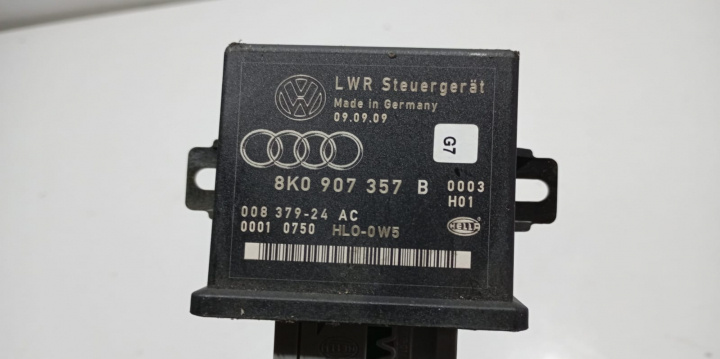 LWR Steuergerät
Made in Germany
09.09.09
G7
8K0 907 357 B 0003
H01
008 379-24 AC
0001 0750 HLO-0W5
HELLA